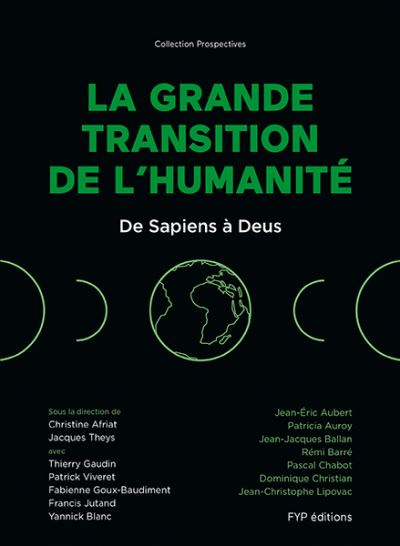 Collection Prospectives
LA GRANDE
TRANSITION
DE L'HUMANITÉ
De Sapiens à Deus
Sous la direction de
Christine Afriat
Jacques Theys
avec
Thierry Gaudin
Patrick Viveret
Fabienne Goux-Baudiment
Francis Jutand
Yannick Blanc
Jean-Éric Aubert
Patricia Auroy
Jean-Jacques Ballan
Rémi Barré
Pascal Chabot
Dominique Christian
Jean-Christophe Lipovac
FYP éditions